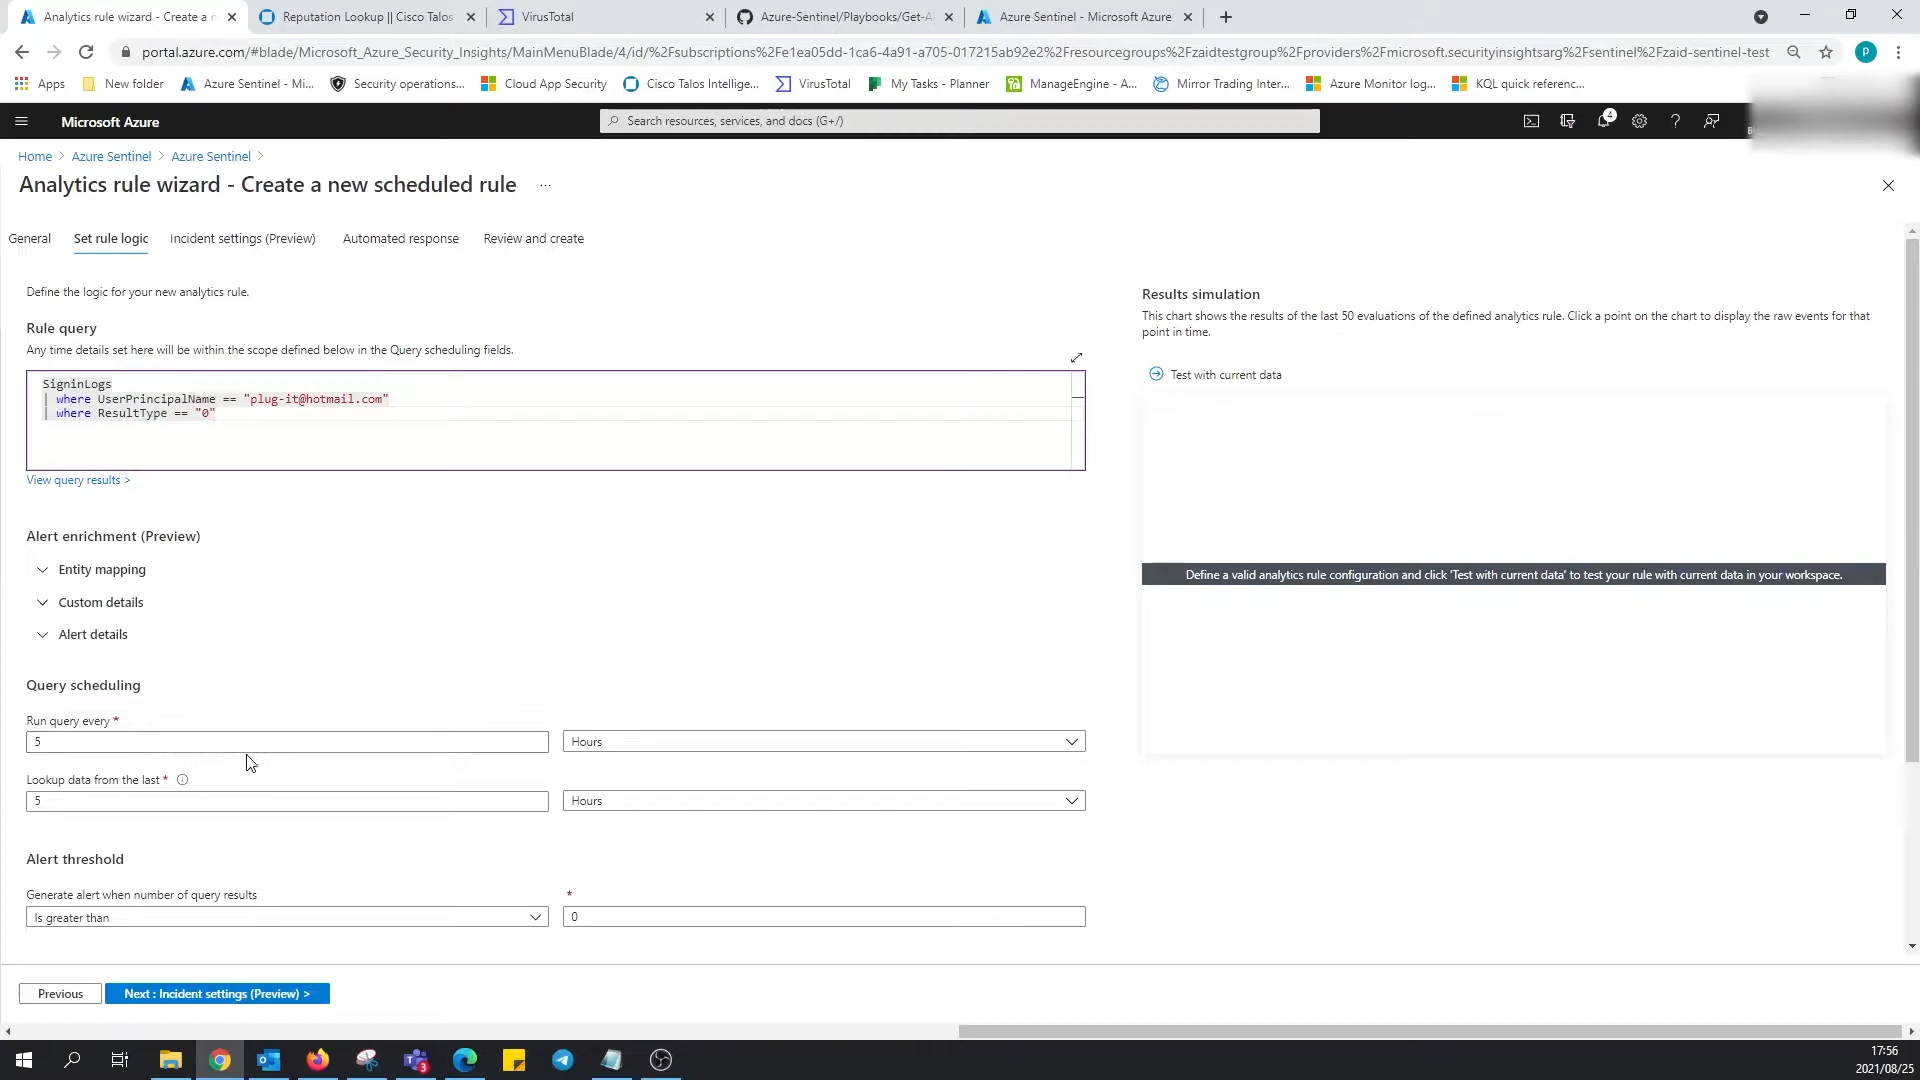 Analytics rule wizard - Create a n
Reputation Lookup || Cisco Talos
VirusTotal
Azure-Sentinel/Playbooks/Get-A
Azure Sentinel - Microsoft Azure
portal.azure.com/#blade/Microsoft_Azure_Security_Insights/MainMenuBlade/4/id/%2Fsubscriptions%2Fe1ea05dd-1ca6-4a91-a705-017215ab92e2%2Fresourcegroups%2Fzaidtestgroup%2Fproviders%2Fmicrosoft.securityinsightsarg%2Fsentinel%2Fzaid-sentinel-test
P
Apps
New folder
Azure Sentinel - Mi...
Security operations...
Cloud App Security
Cisco Talos Intellige...
VirusTotal
My Tasks - Planner
ManageEngine - A...
Mirror Trading Inter...
Azure Monitor log...
KQL quick referenc...
Microsoft Azure
Search resources, services, and docs (G+/)
4
Home > Azure Sentinel > Azure Sentinel >
Analytics rule wizard - Create a new scheduled rule ...
General
Set rule logic
Incident settings (Preview)
Automated response
Review and create
Define the logic for your new analytics rule.
Rule query
Any time details set here will be within the scope defined below in the Query scheduling fields.
SigninLogs
| where UserPrincipalName == "plug-it@hotmail.com"
| where ResultType == "0"
View query results >
Alert enrichment (Preview)
Entity mapping
Custom details
Alert details
Query scheduling
Run query every *
5
Hours
Lookup data from the last *
5
Hours
Alert threshold
Generate alert when number of query results
*
Is greater than
0
Results simulation
This chart shows the results of the last 50 evaluations of the defined analytics rule. Click a point on the chart to display the raw events for that
point in time.
Test with current data
Define a valid analytics rule configuration and click 'Test with current data' to test your rule with current data in your workspace.
Previous
Next : Incident settings (Preview) >
3
17:56
2021/08/25